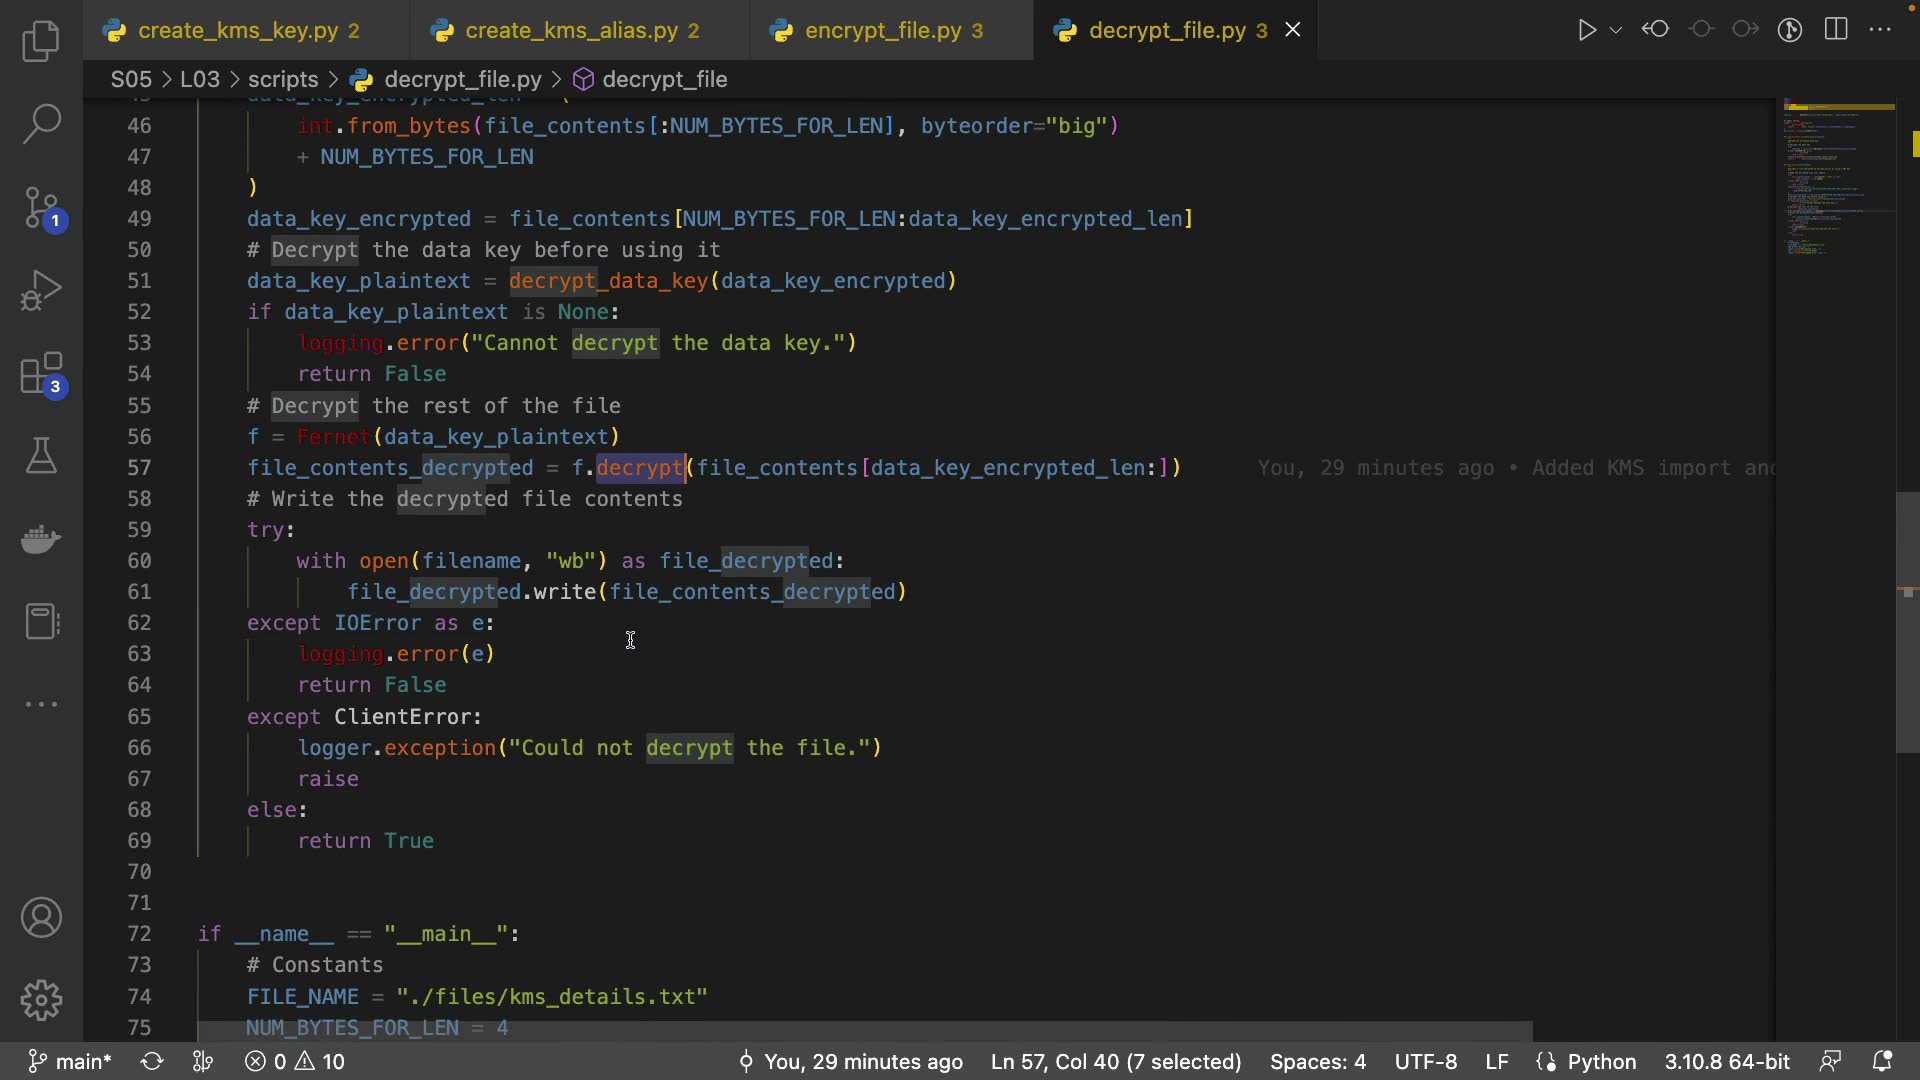 create_kms_key.py 2
create_kms_alias.py 2
encrypt_file.py 3
decrypt_file.py 3
S05 > L03 > scripts > decrypt_file.py > decrypt_file
46 int.from_bytes(file_contents[:NUM_BYTES_FOR_LEN], byteorder="big")
47 + NUM_BYTES_FOR_LEN
48 )
49 data_key_encrypted = file_contents[NUM_BYTES_FOR_LEN:data_key_encrypted_len]
50 # Decrypt the data key before using it
51 data_key_plaintext = decrypt_data_key(data_key_encrypted)
52 if data_key_plaintext is None:
53 logging.error("Cannot decrypt the data key.")
54 return False
55 # Decrypt the rest of the file
56 f = Fernet(data_key_plaintext)
57 file_contents_decrypted = f.decrypt(file_contents[data_key_encrypted_len:]) You, 29 minutes ago • Added KMS import and
58 # Write the decrypted file contents
59 try:
60 with open(filename, "wb") as file_decrypted:
61 file_decrypted.write(file_contents_decrypted)
62 except IOError as e:
63 logging.error(e)
64 return False
65 except ClientError:
66 logger.exception("Could not decrypt the file.")
67 raise
68 else:
69 return True
70
71
72 if __name__ == "__main__":
73 # Constants
74 FILE_NAME = "./files/kms_details.txt"
75 NUM_BYTES_FOR_LEN = 4
1
3
main* 0 10 You, 29 minutes ago Ln 57, Col 40 (7 selected) Spaces: 4 UTF-8 LF Python 3.10.8 64-bit